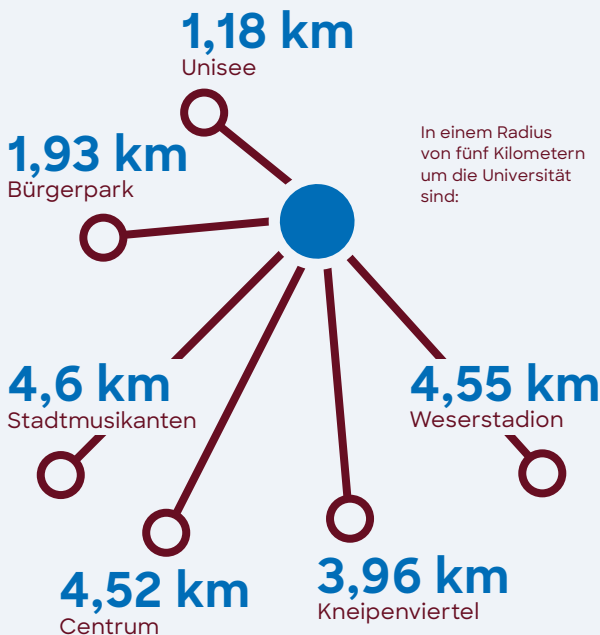 1,18 km
Unisee
In einem Radius
von fünf Kilometern
um die Universität
sind:
1,93 km
Bürgerpark
4,6 km
Stadtmusikanten
4,55 km
Weserstadion
4,52 km
Centrum
3,96 km
Kneipenviertel